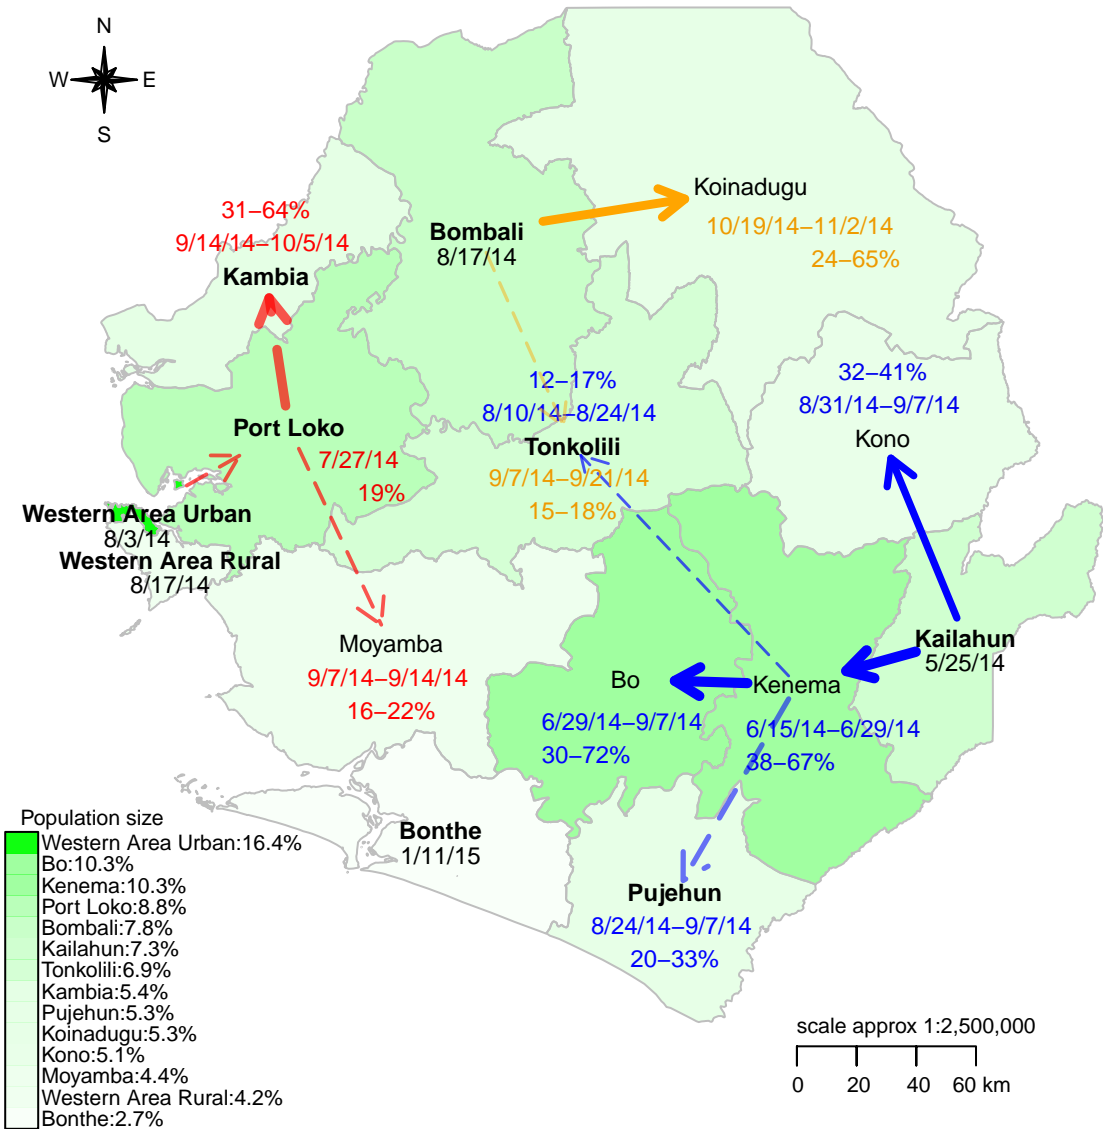 N
W
E
S
Koinadugu
10/19/14–11/2/14
24–65%
31–64%
9/14/14–10/5/14
Kambia
Bombali
8/17/14
12–17%
8/10/14–8/24/14
Tonkolili
9/7/14–9/21/14
15–18%
32–41%
8/31/14–9/7/14
Kono
Port Loko
7/27/14
19%
Western Area Urban
8/3/14
Western Area Rural
8/17/14
Moyamba
9/7/14–9/14/14
16–22%
Kailahun
5/25/14
Bo
6/29/14–9/7/14
30–72%
Kenema
6/15/14–6/29/14
38–67%
Bonthe
1/11/15
Pujehun
8/24/14–9/7/14
20–33%
Population size
Western Area Urban:16.4%
Bo:10.3%
Kenema:10.3%
Port Loko:8.8%
Bombali:7.8%
Kailahun:7.3%
Tonkolili:6.9%
Kambia:5.4%
Pujehun:5.3%
Koinadugu:5.3%
Kono:5.1%
Moyamba:4.4%
Western Area Rural:4.2%
Bonthe:2.7%
scale approx 1:2,500,000
0 20 40 60 km